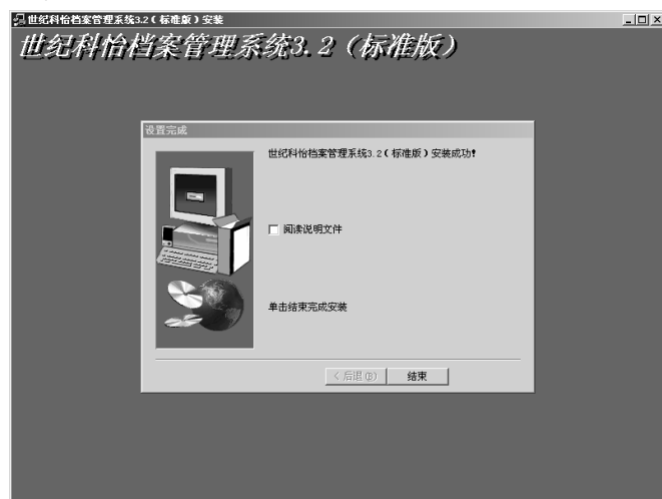 世纪科怡档案管理系统3.2(标准版)安装
世纪科怡档案管理系统3.2（标准版）
设置完成
世纪科怡档案管理系统3.2(标准版)安装成功!
阅读说明文件
单击结束完成安装
< 后退(B)
结束